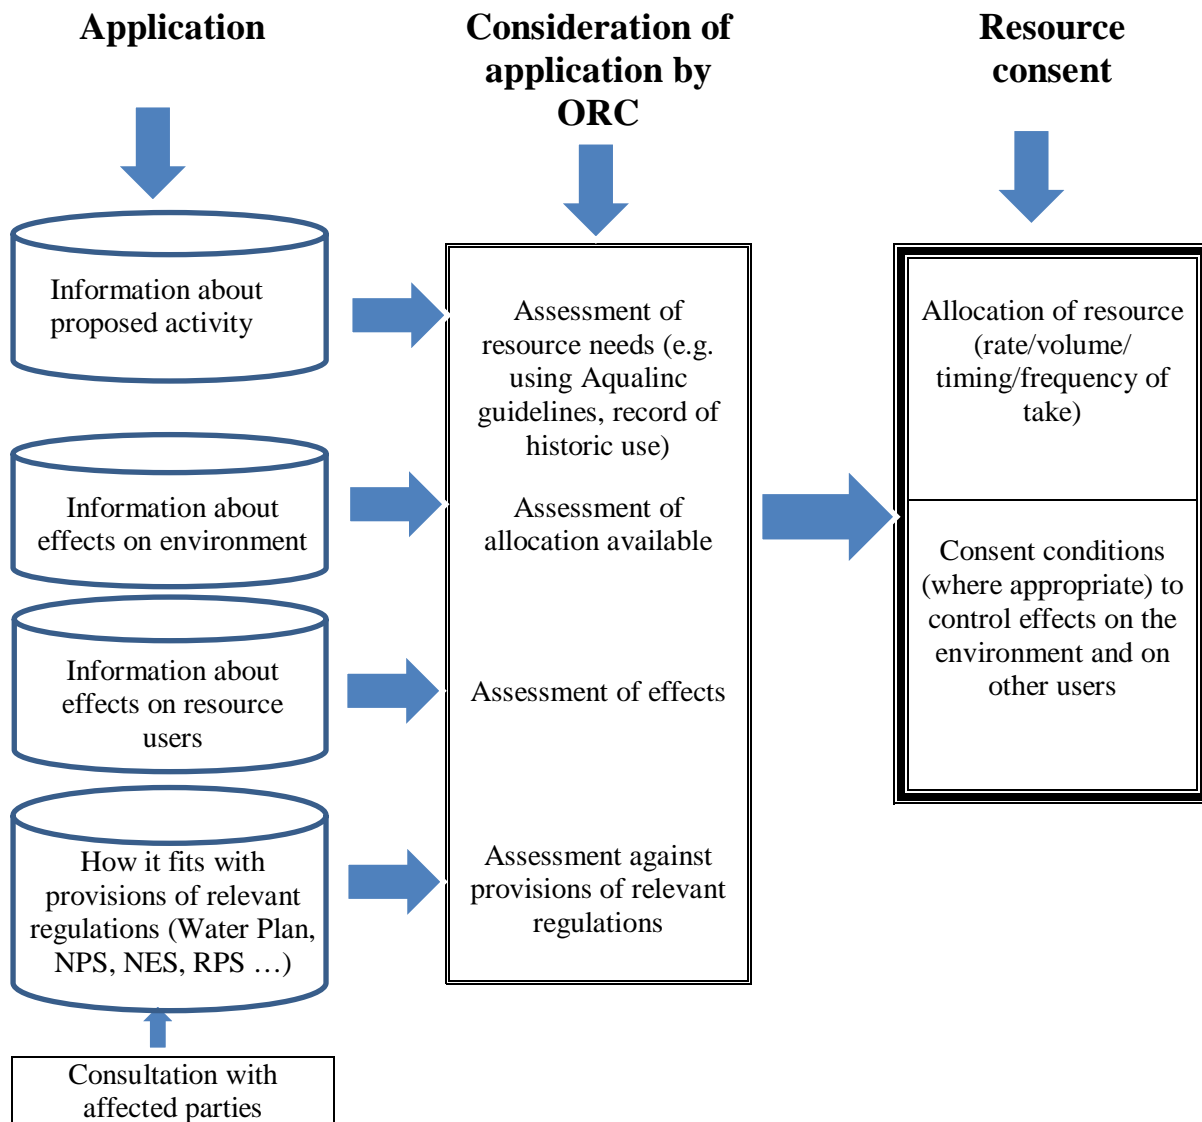 Application
Consideration of
application by
ORC
Resource
consent
Information about
proposed activity
Information about
effects on environment
Information about
effects on resource
users
How it fits with
provisions of relevant
regulations (Water Plan,
NPS, NES, RPS …)
Consultation with
affected parties
Assessment of
resource needs (e.g.
using Aqualinc
guidelines, record of
historic use)
Assessment of
allocation available
Assessment of effects
Assessment against
provisions of relevant
regulations
Allocation of resource
(rate/volume/
timing/frequency of
take)
Consent conditions
(where appropriate) to
control effects on the
environment and on
other users